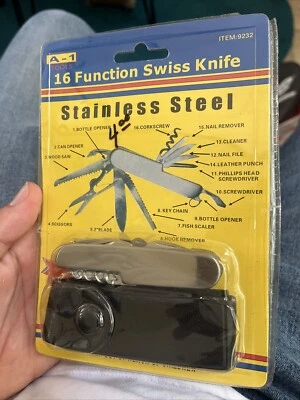 ITEM:9232
A-1
16 Function Swiss Knife
Stainless Steel
4.00
1.BOTTLE OPENER
16.CORKSCREW
15.NAIL REMOVER
2.CAN OPENER
13.CLEANER
3.WOOD SAW
12.NAIL FILE
14.LEATHER PUNCH
11.PHILLIPS HEAD
SCREWDRIVER
10.SCREWDRIVER
8. KEY CHAIN
9.BOTTLE OPENER
4.SCISSORS
5.2"BLADE
7.FISH SCALER
6.HOOK REMOVER